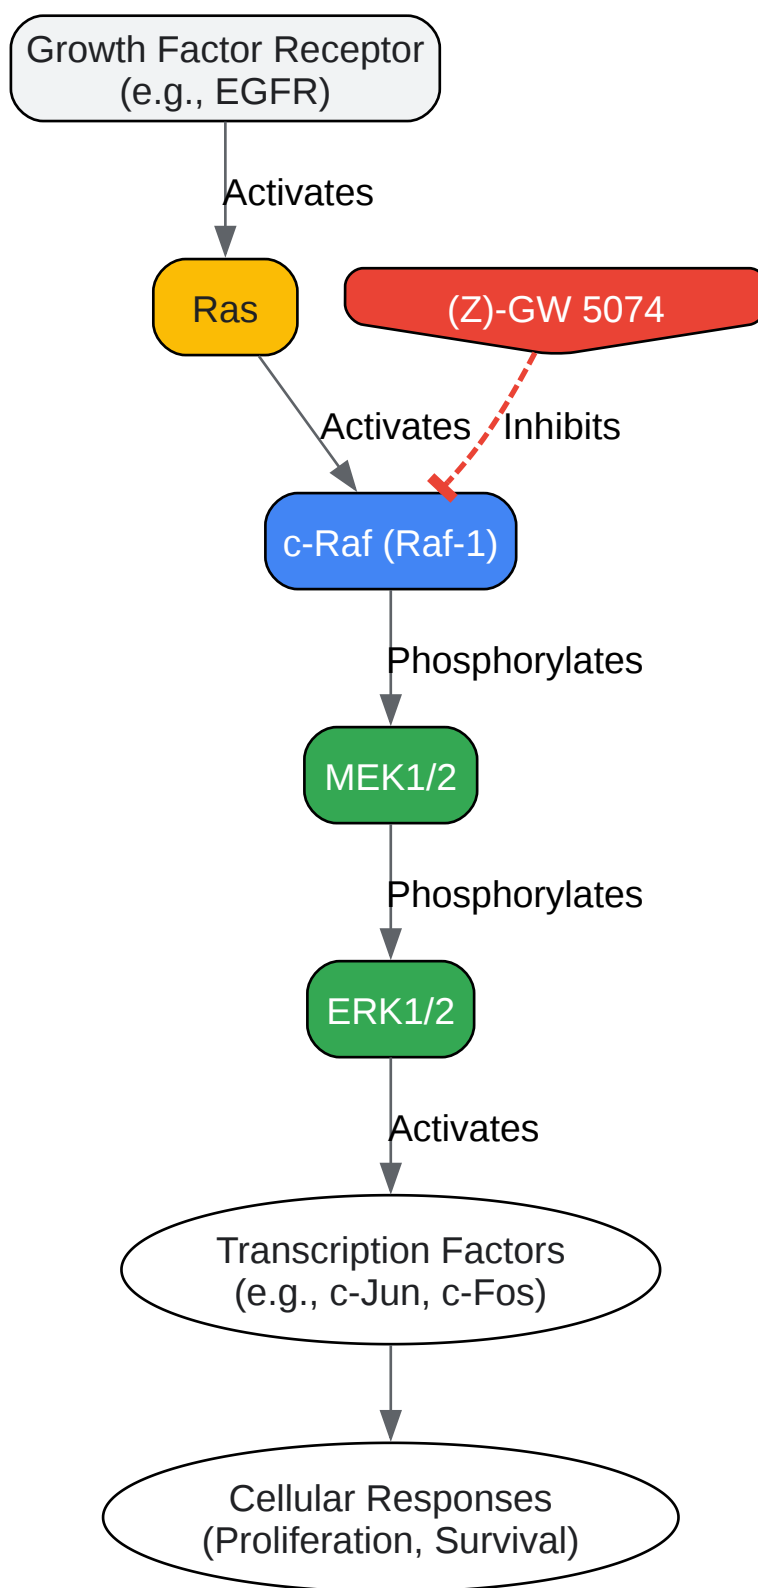 Growth Factor Receptor
(e.g., EGFR)
Activates
Ras
(Z)-GW 5074
Activates
Inhibits
c-Raf (Raf-1)
Phosphorylates
MEK1/2
Phosphorylates
ERK1/2
Activates
Transcription Factors
(e.g., c-Jun, c-Fos)
Cellular Responses
(Proliferation, Survival)